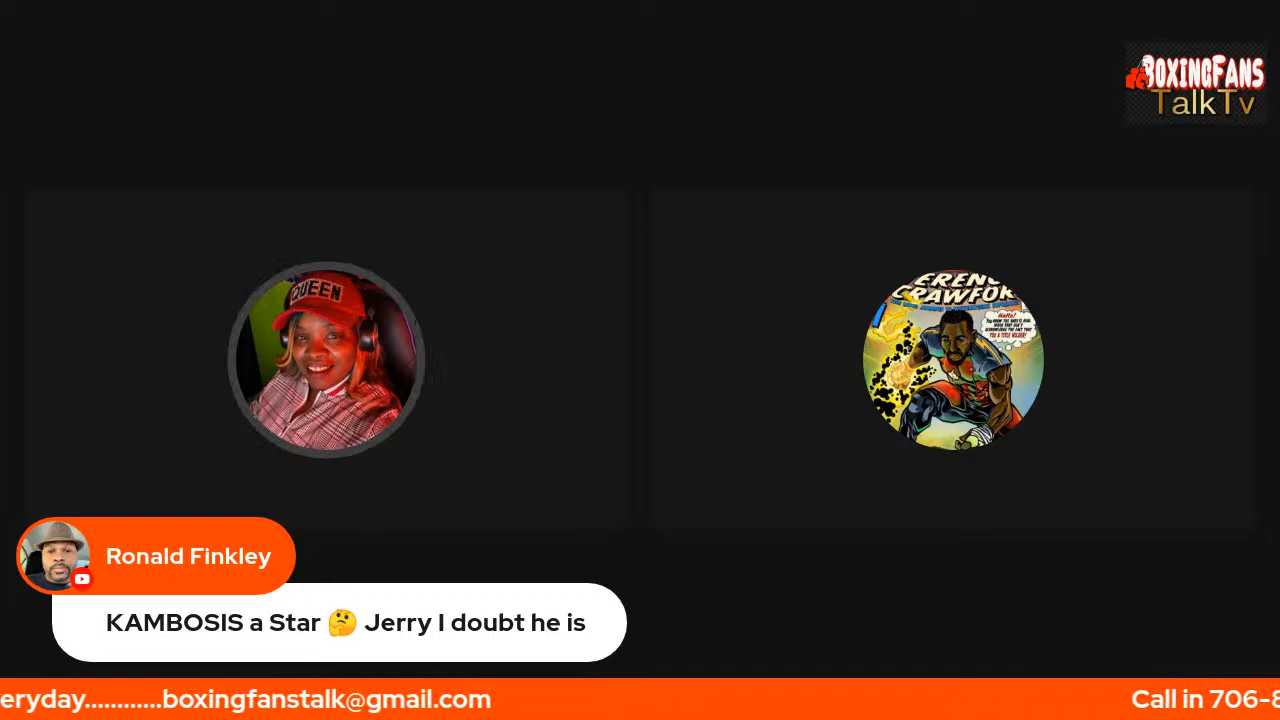 BOXINGFANS
TalkTv
QUEEN
CRAWFOR
Ronald Finkley
KAMBOSIS a Star 🤔 Jerry I doubt he is
eryday............boxingfanstalk@gmail.com
Call in 706-8